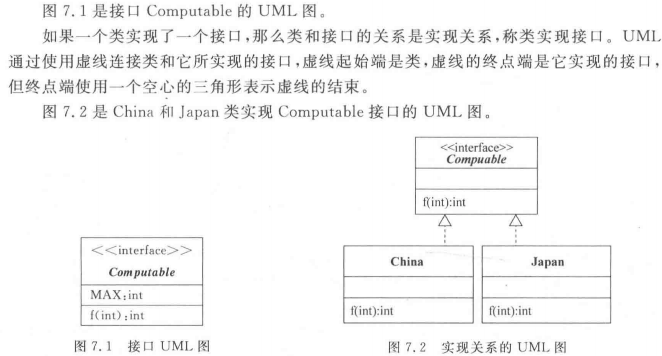 图 7.1 是接口 Computable 的 UML 图。
如果一个类实现了一个接口,那么类和接口的关系是实现关系,称类实现接口。UML
通过使用虚线连接类和它所实现的接口,虚线起始端是类,虚线的终点端是它实现的接口,
但终点端使用一个空心的三角形表示虚线的结束。
图 7.2 是 China 和 Japan 类实现 Computable 接口的 UML 图。
<<interface>>
Compuable
f(int):int
<<interface>>
Computable
MAX:int
f(int):int
China
f(int):int
Japan
f(int):int
图 7.1 接口 UML 图
图 7.2 实现关系的 UML 图